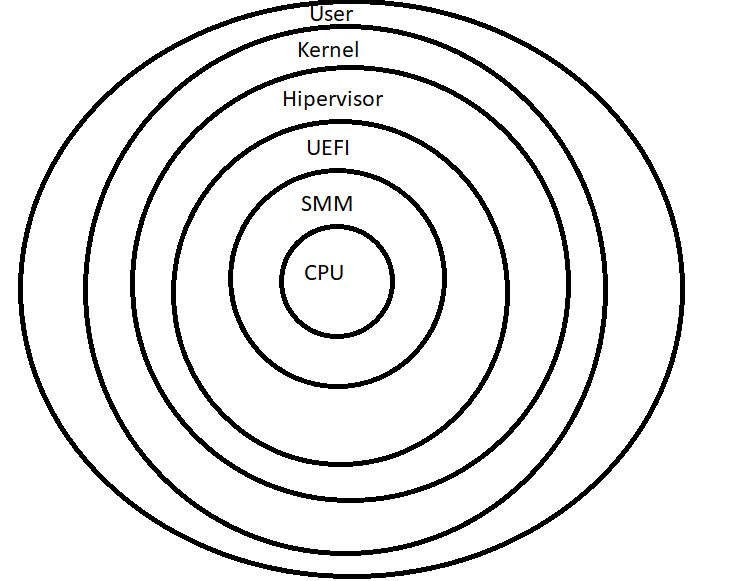 User
Kernel
Hipervisor
UEFI
SMM
CPU